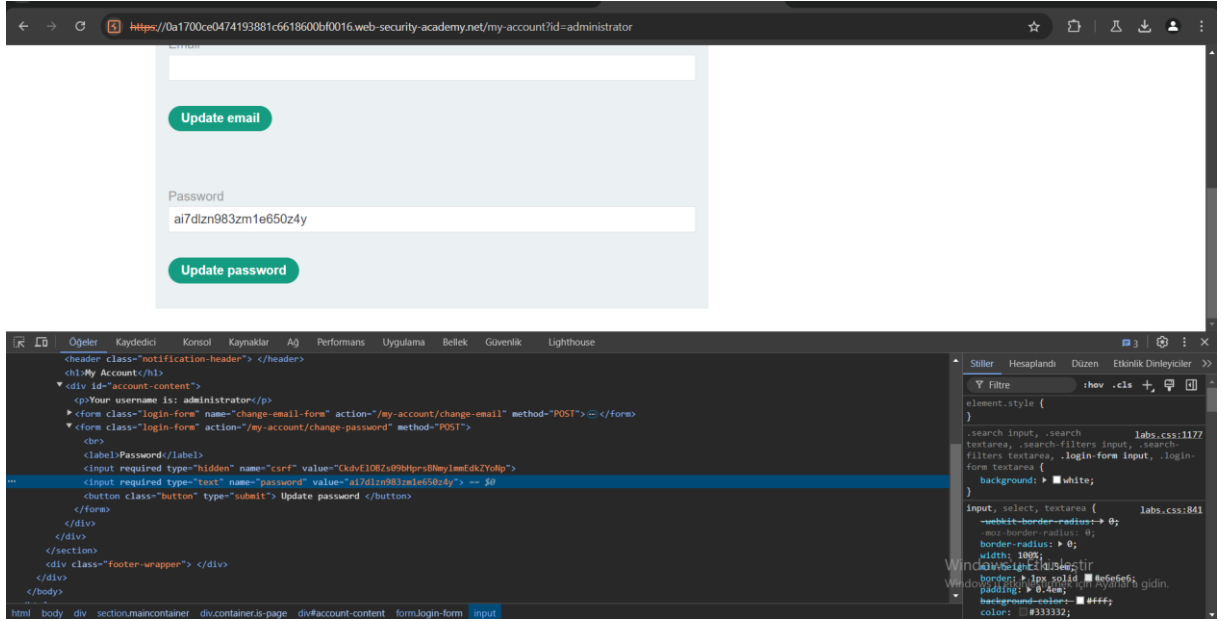 https://0a1700ce0474193881c6618600bf0016.web-security-academy.net/my-account?id=administrator
Email
Update email
Password
ai7dlzn983zm1e650z4y
Update password
Öğeler Kaydedici Konsol Kaynaklar Ağ Performans Uygulama Bellek Güvenlik Lighthouse 3
<header class="notification-header"> </header>
<h1>My Account</h1>
<div id="account-content">
<p>Your username is: administrator</p>
<form class="login-form" name="change-email-form" action="/my-account/change-email" method="POST"> </form>
<form class="login-form" action="/my-account/change-password" method="POST">
<br>
<label>Password</label>
<input required type="hidden" name="csrf" value=
<input required type="text" name="password" value="ai7dlzn983zm1e650z4y"> == $0
<button class="button" type="submit"> Update password </button>
</form>
</div>
</div>
</section>
<div class="footer-wrapper"> </div>
</div>
</body>
html body div section.maincontainer div.container.is-page div#account-content form.login-form input
Stiller Hesaplandı Düzen Etkinlik Dinleyiciler
Filtre :hov .cls
element.style {
}
.search input, .search labs.css:1177
textarea, .search-filters input, .search-
filters textarea, .login-form input, .login-
form textarea {
background: white;
}
input, select, textarea { labs.css:841
-webkit-border-radius: 0;
-moz-border-radius: 0;
border-radius: 0;
width: 100%;
min-height: 1.5em;
border: 1px solid #e6e6e6;
padding: 0.4em;
background-color: #fff;
color: #333332;